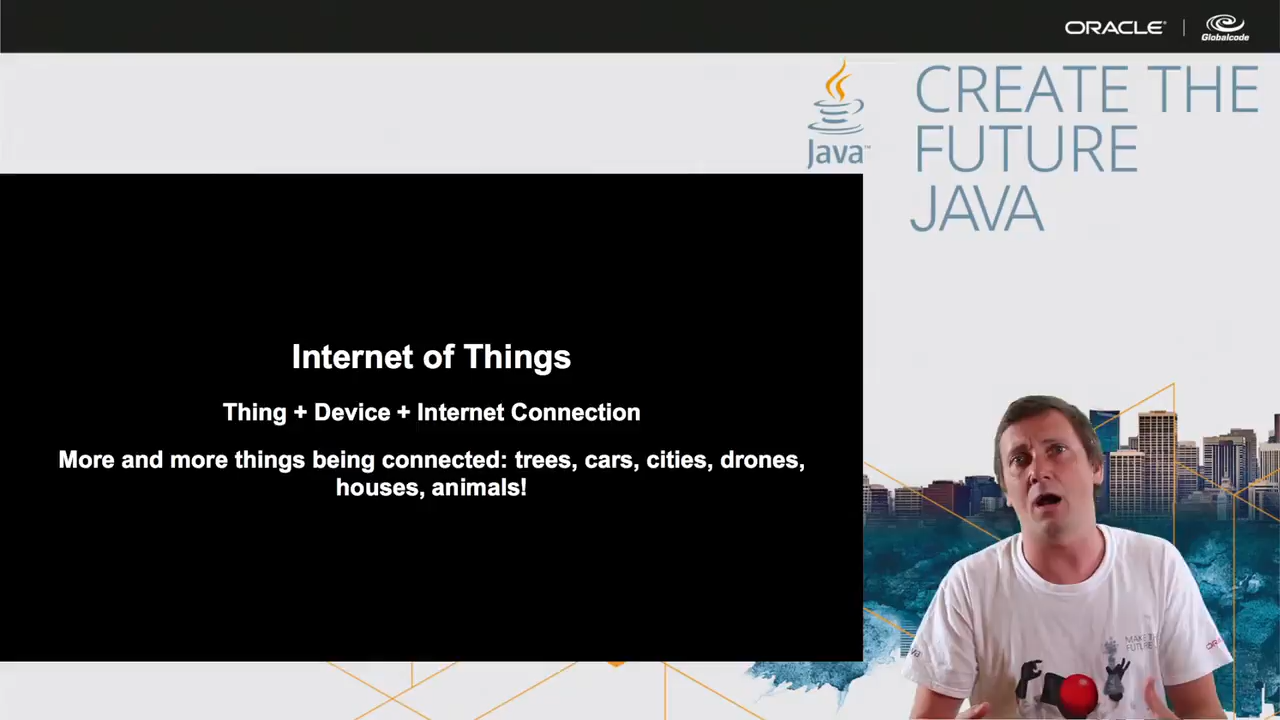 ORACLE
Globalcode
Java
CREATE THE
FUTURE
JAVA
Internet of Things
Thing + Device + Internet Connection
More and more things being connected: trees, cars, cities, drones,
houses, animals!